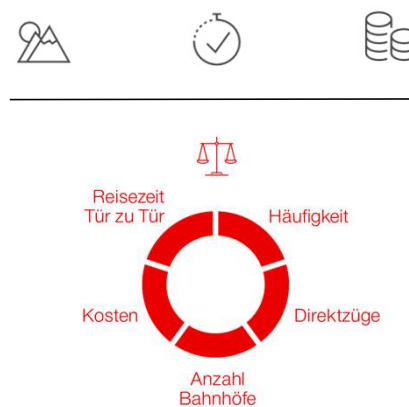 Reisezeit
Tür zu Tür
Häufigkeit
Kosten
Direktzüge
Anzahl
Bahnhöfe